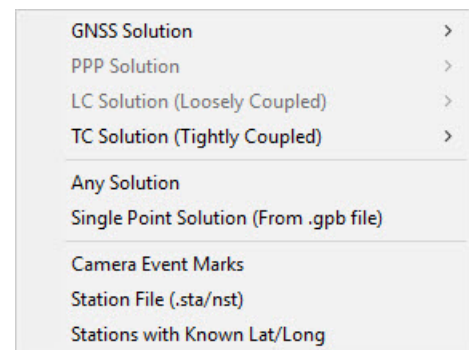 GNSS Solution
PPP Solution
LC Solution (Loosely Coupled)
TC Solution (Tightly Coupled)
Any Solution
Single Point Solution (From .gpb file)
Camera Event Marks
Station File (.sta/nst)
Stations with Known Lat/Long